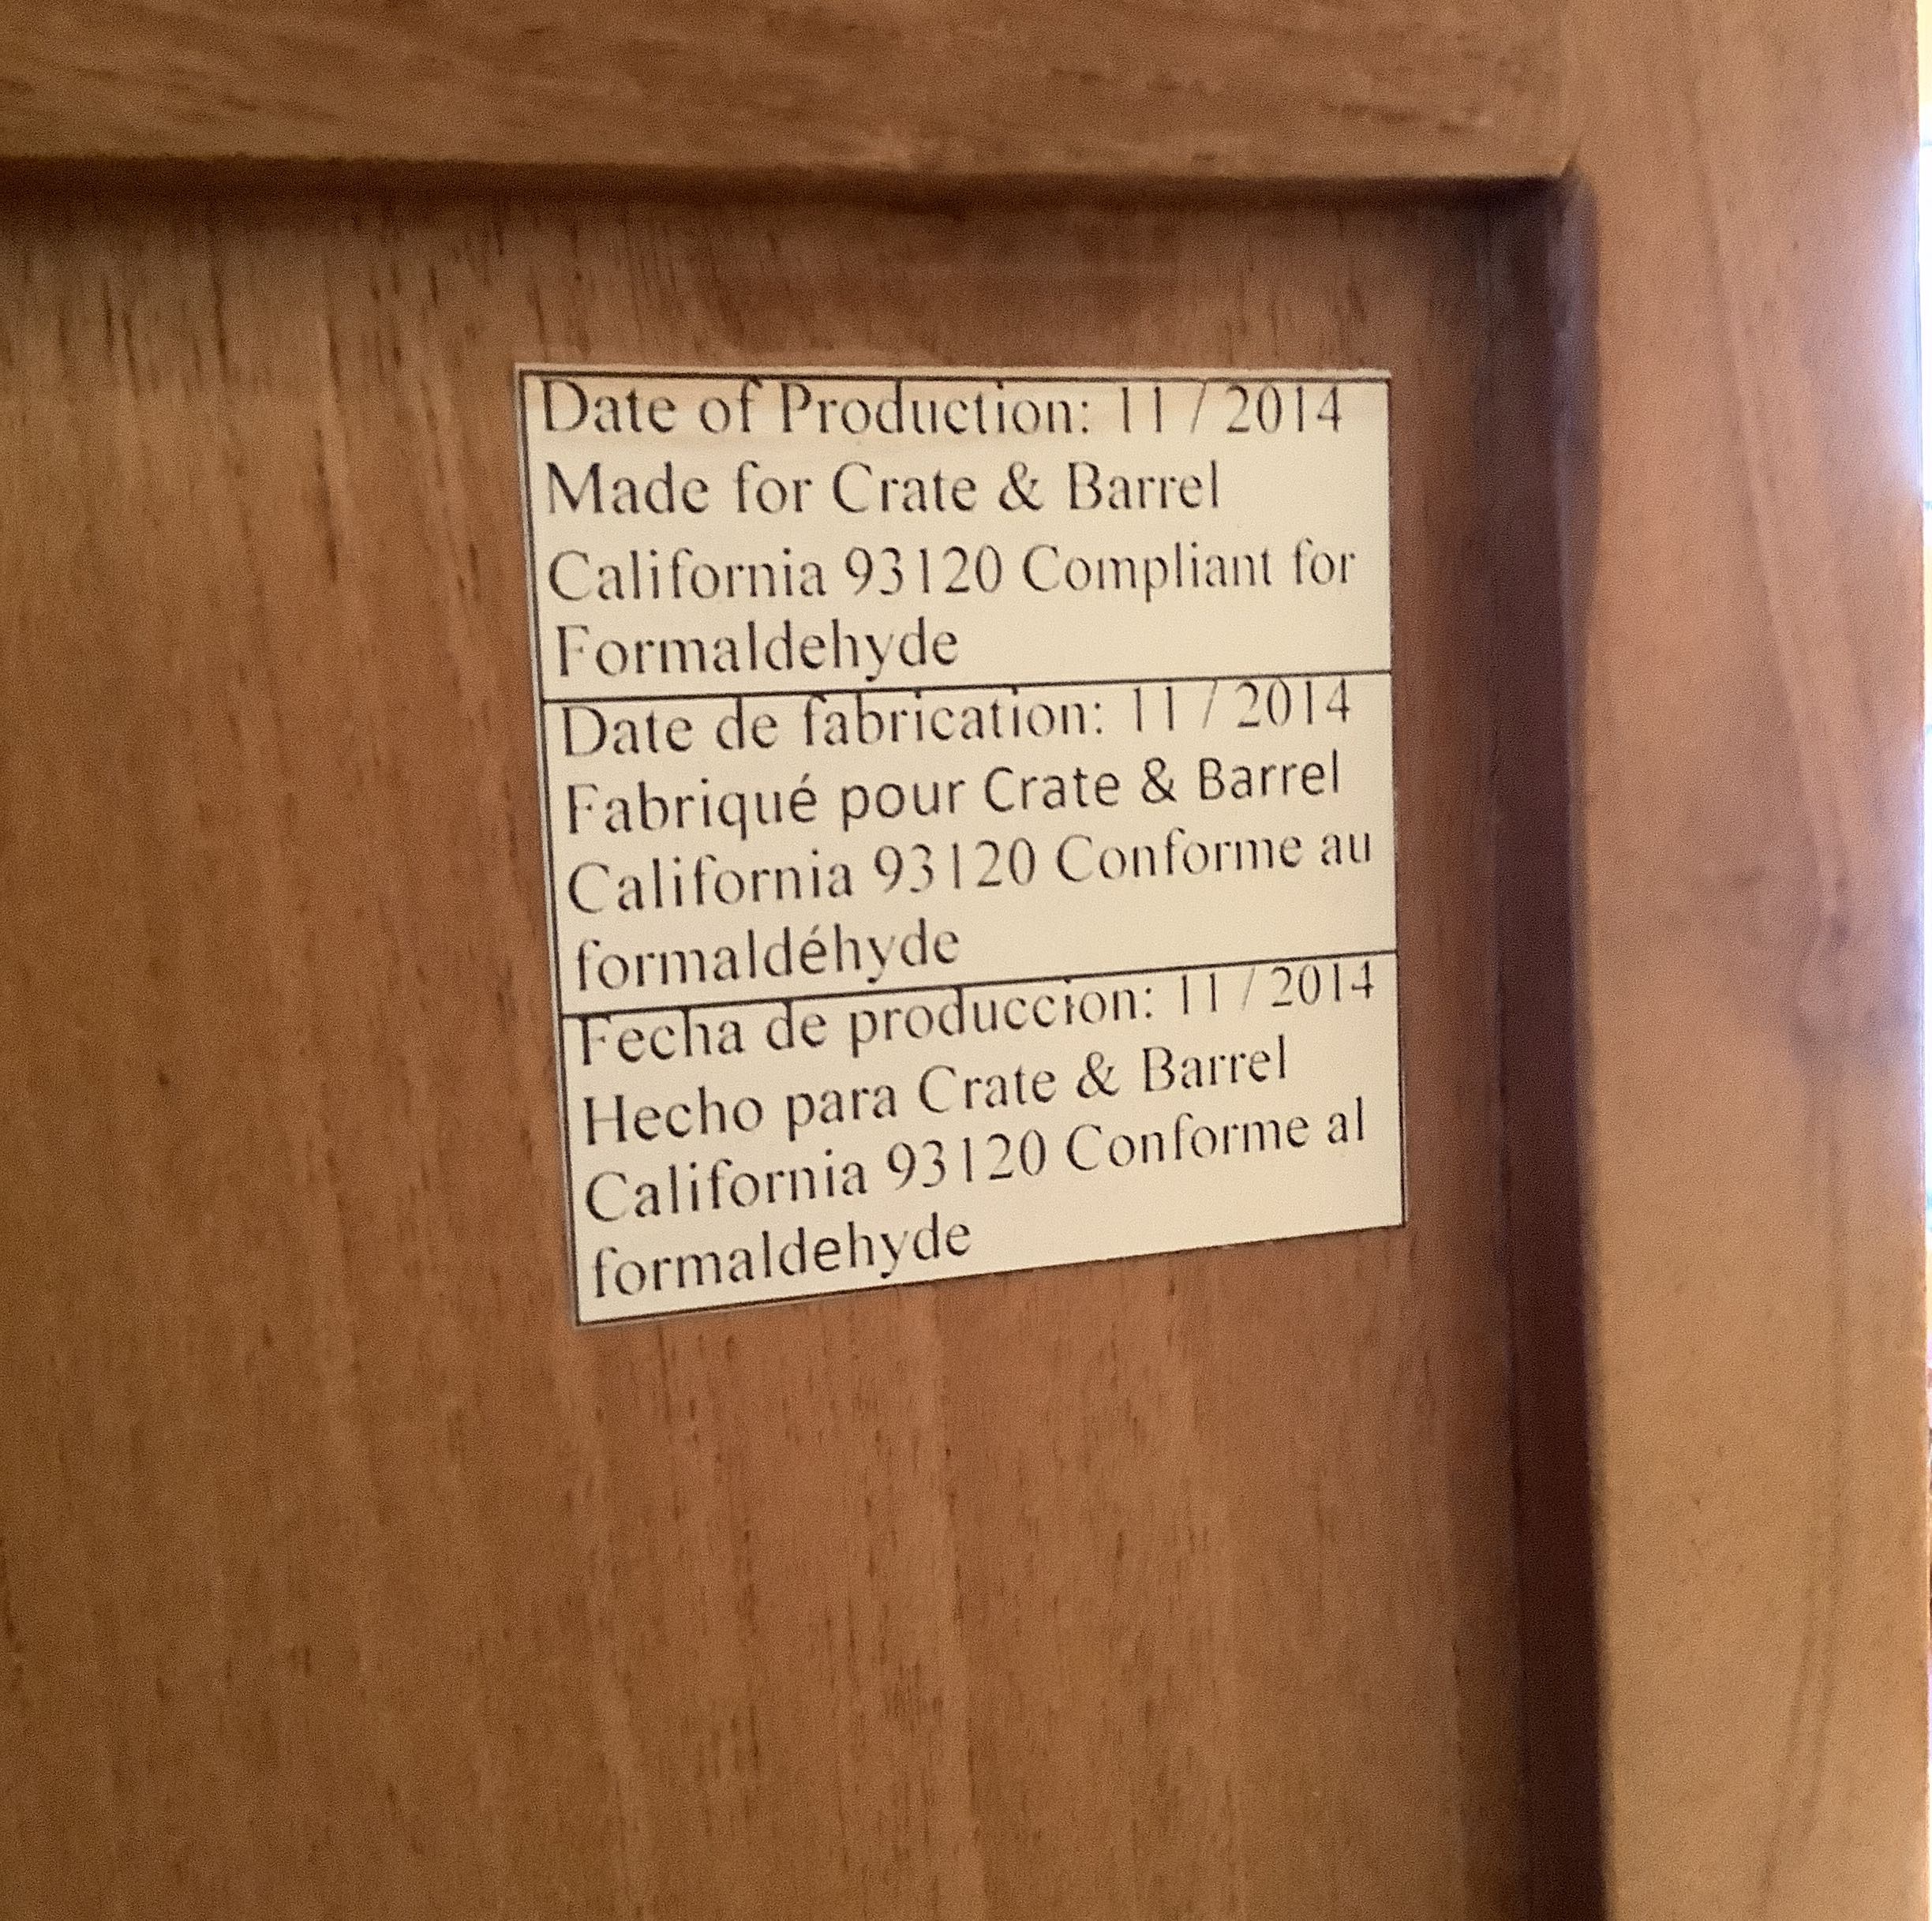 Date of Production: 11 / 2014
Made for Crate & Barrel
California 93120 Compliant for
Formaldehyde
Date de fabrication: 11 / 2014
Fabriqué pour Crate & Barrel
California 93120 Conforme au
formaldéhyde
Fecha de produccion: 11 / 2014
Hecho para Crate & Barrel
California 93120 Conforme al
formaldehyde